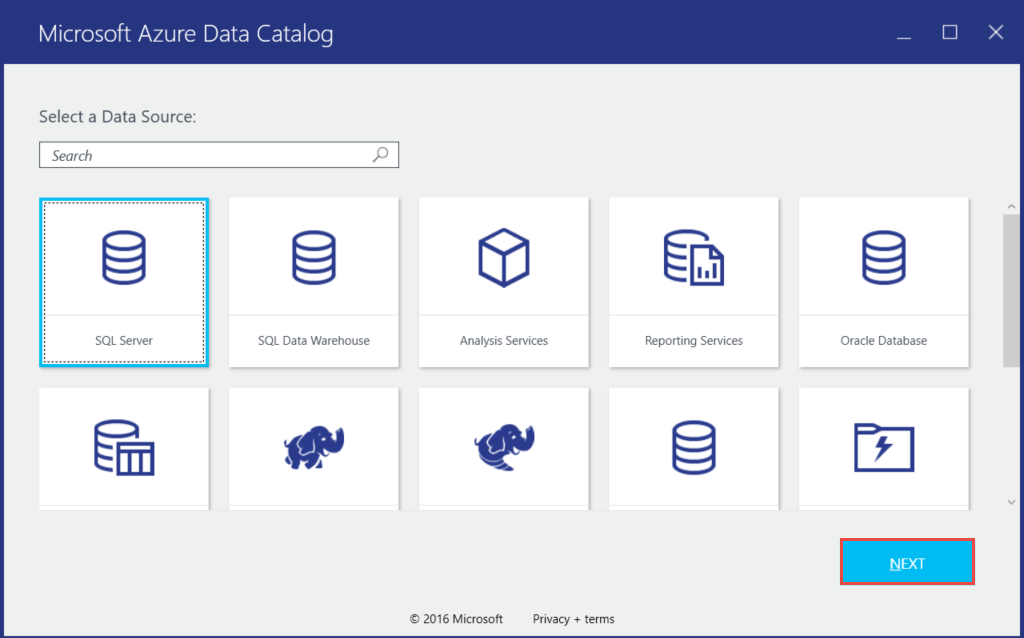 Microsoft Azure Data Catalog
Select a Data Source:
Search
SQL Server
SQL Data Warehouse
Analysis Services
Reporting Services
Oracle Database
NEXT
© 2016 Microsoft
Privacy + terms